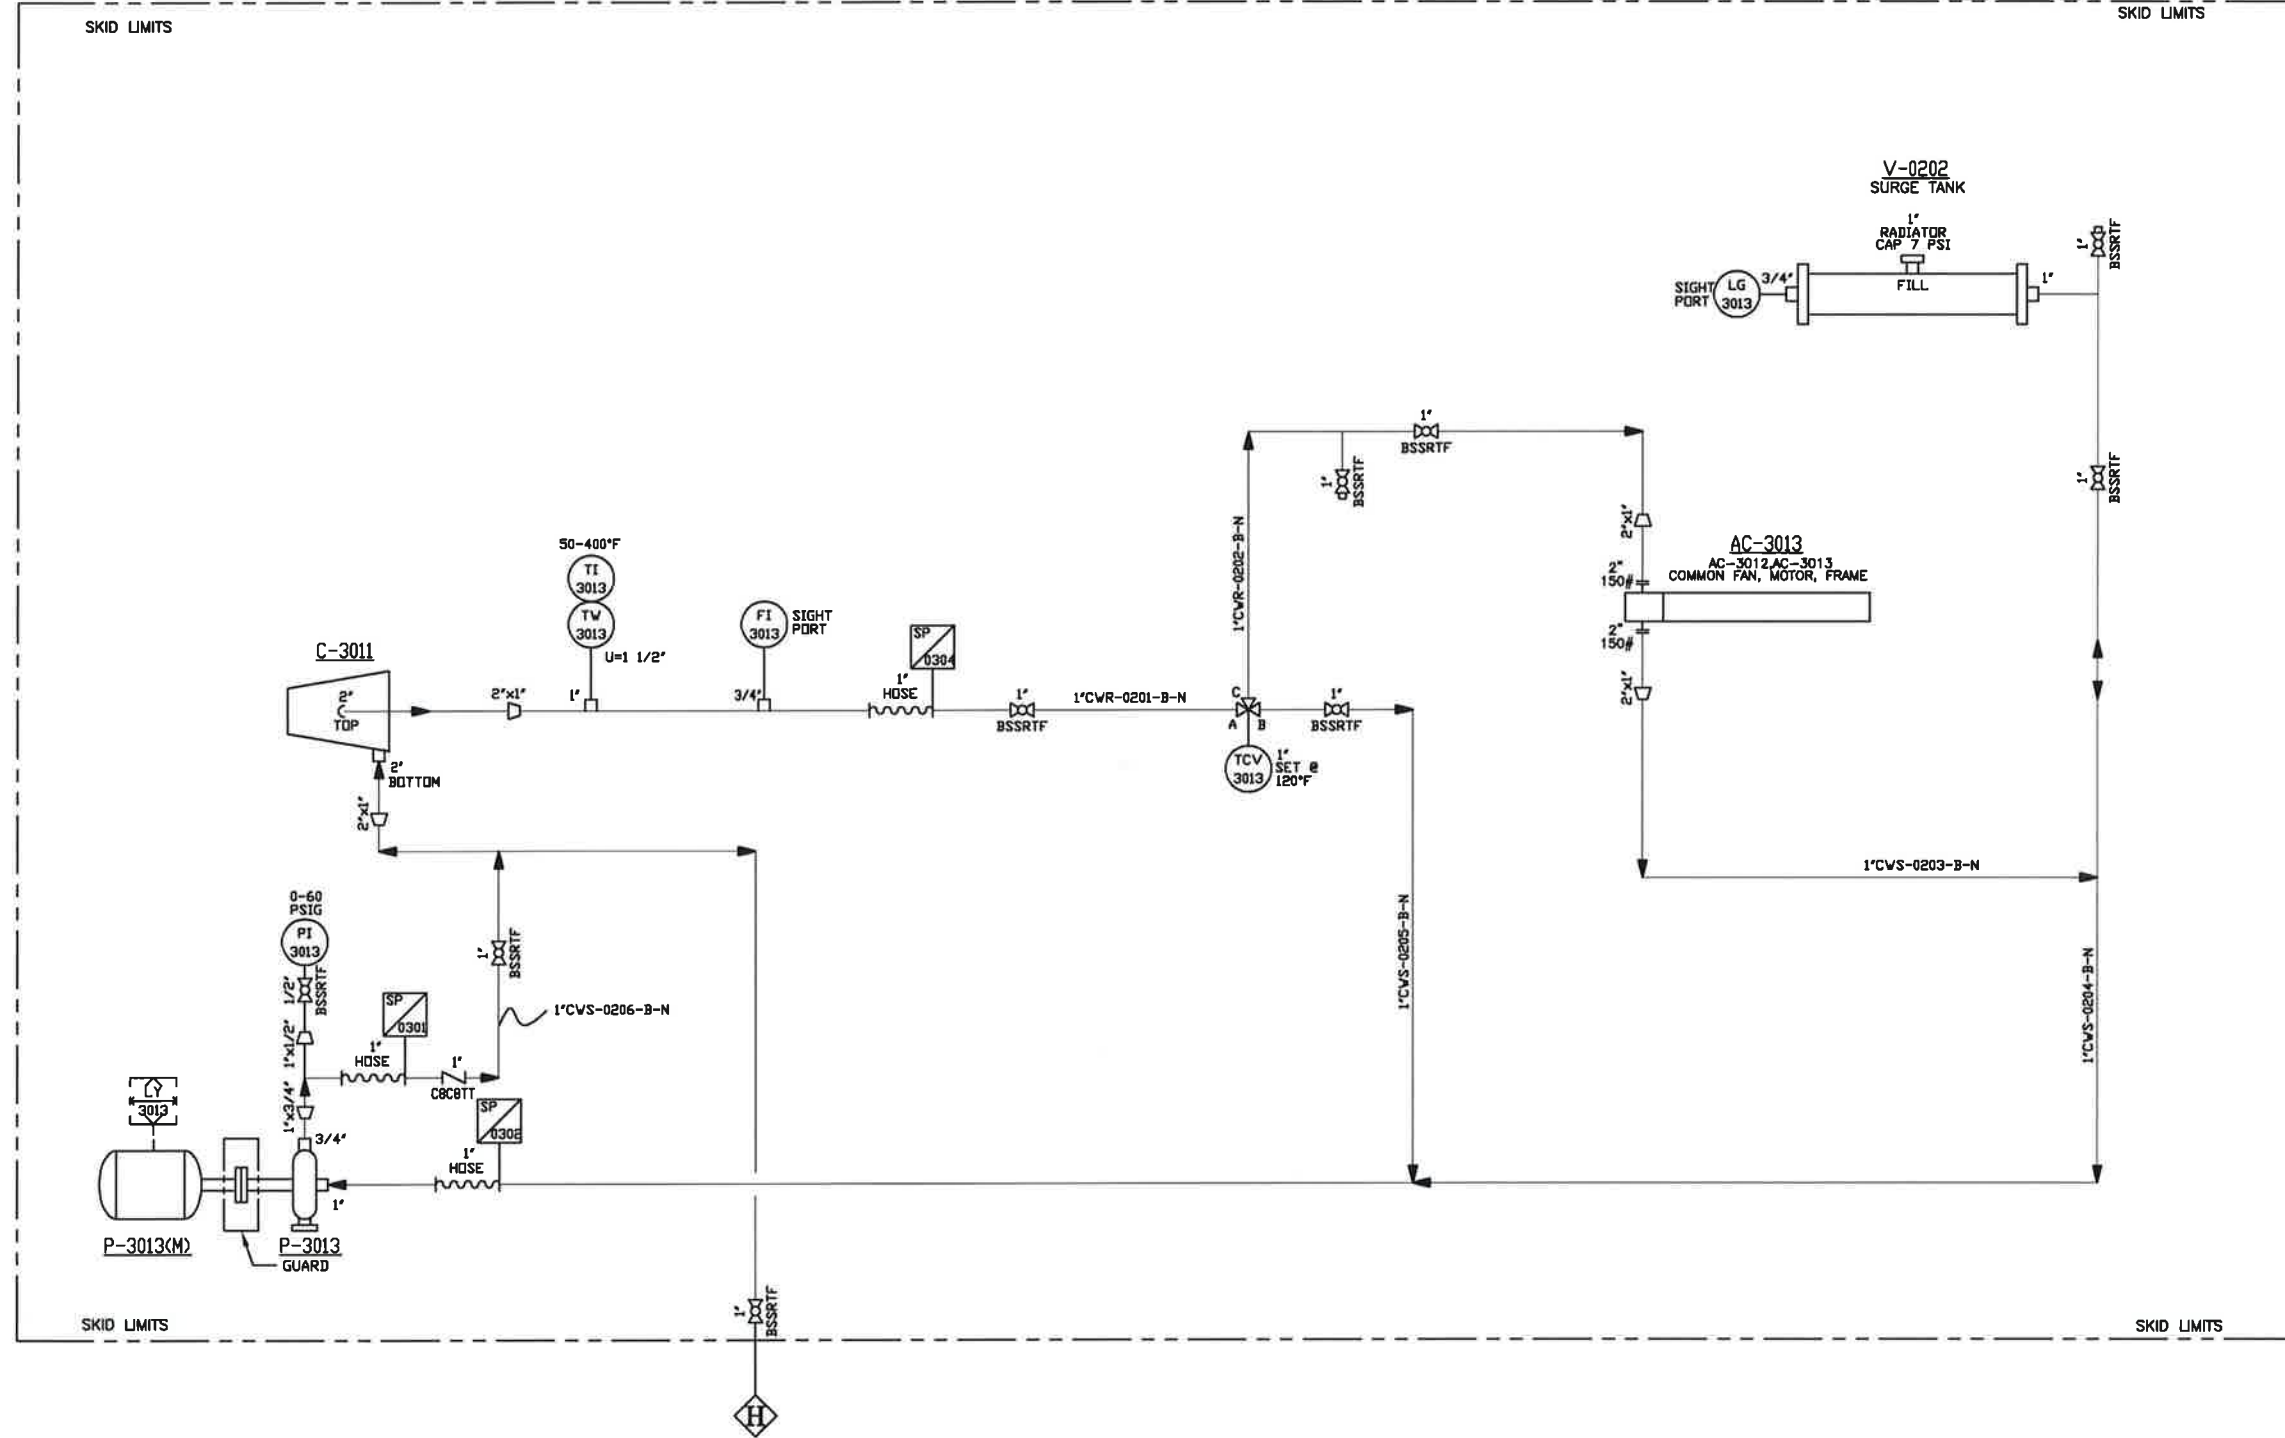 SKID LIMITS
SKID LIMITS
V-0202
SURGE TANK
1"
RADIATOR
CAP 7 PSI
FILL
SIGHT
PORT
LG
3013
3/4"
1"
1"
BSSRTF
1"
BSSRTF
1"
BSSRTF
1"
BSSRTF
1"CWR-0202-B-N
2"x1"
2"
150#
AC-3013
AC-3012,AC-3013
COMMON FAN, MOTOR, FRAME
2"
150#
2"x1"
50-400°F
TI
3013
TW
3013
U=1 1/2"
1"
FI
3013
SIGHT
PORT
3/4"
SP
0304
1"
HOSE
C-3011
2"
TOP
2"x1"
1"
BSSRTF
1"CWR-0201-B-N
C
A
B
1"
BSSRTF
TCV
3013
1"
SET @
120°F
2"
BOTTOM
2"x1"
1"CWS-0203-B-N
1"CWS-0205-B-N
1"CWS-0204-B-N
0-60
PSIG
PI
3013
1/2"
BSSRTF
1"x1/2"
1"x3/4"
3/4"
SP
0301
1"
HOSE
1"
C8C8TT
1"
BSSRTF
1"CWS-0206-B-N
SP
0302
1"
HOSE
1"
LY
3013
P-3013(M)
P-3013
GUARD
1"
BSSRTF
SKID LIMITS
SKID LIMITS
H